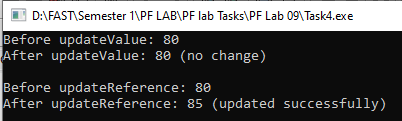 D:\FAST\Semester 1\PF LAB\PF lab Tasks\PF Lab 09\Task4.exe
Before updateValue: 80
After updateValue: 80 (no change)
Before updateReference: 80
After updateReference: 85 (updated successfully)